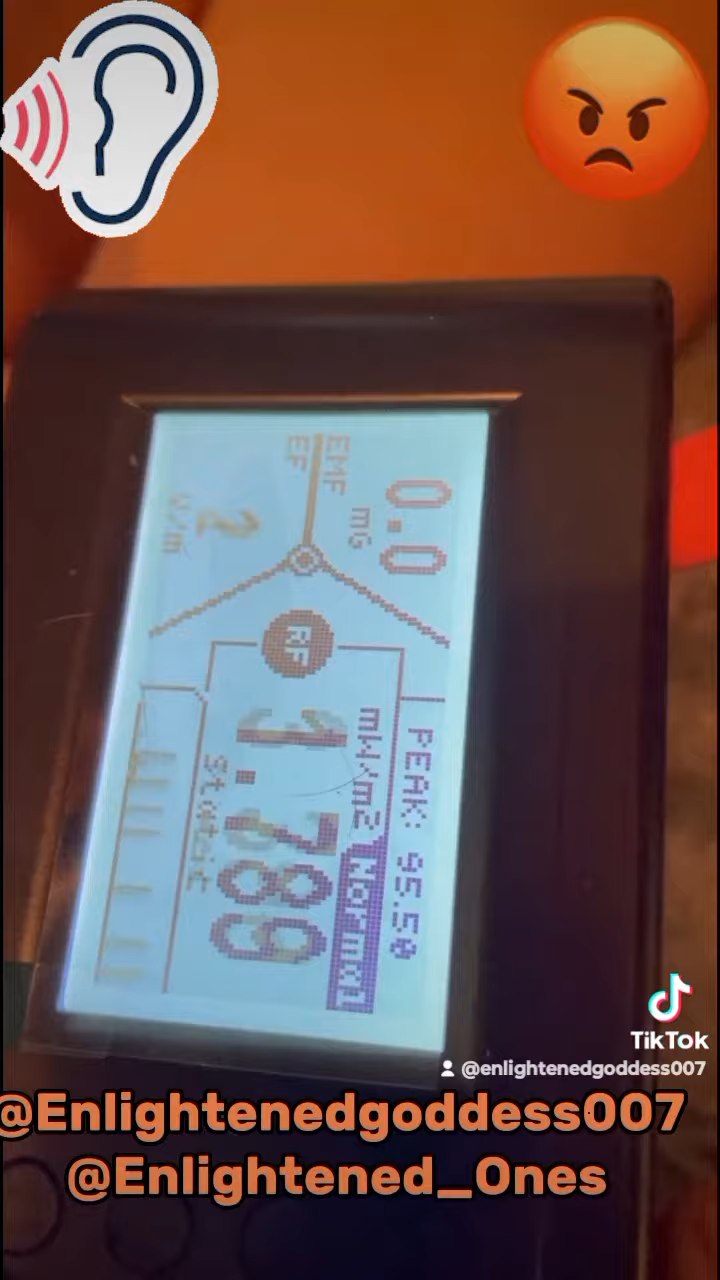 EMF
EF
0.0
mG
2
V/m
RF
PEAK: 95.50
mW/m2
Normal
1.789
Static
TikTok
@enlightenedgoddess007
@Enlightenedgoddess007
@Enlightened_Ones